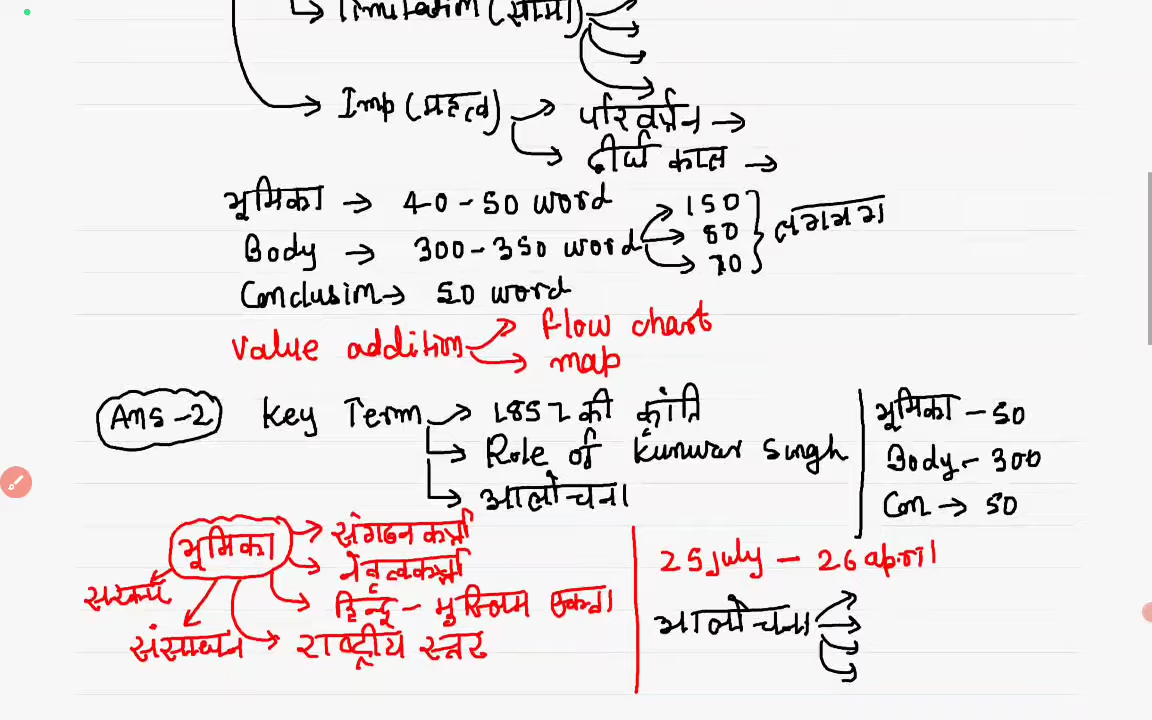 limitation (सीमा)
Imp (महत्व) → परिवर्तन →
दीर्घ काल →
भूमिका → 40-50 word
Body → 300-350 word → 150
80
70 } लगभग
Conclusion → 50 word
Value addition → flow chart
→ map
Ans-2 Key Term → 1857 की क्रांति
→ Role of Kunwar Singh
→ आलोचना
भूमिका - 50
Body - 300
Con → 50
भूमिका → संगठनकर्ता
→ नेतृत्वकर्ता
→ हिन्दू - मुस्लिम एकता
→ राष्ट्रीय स्तर
संसाधन
25 july - 26 april
आलोचना